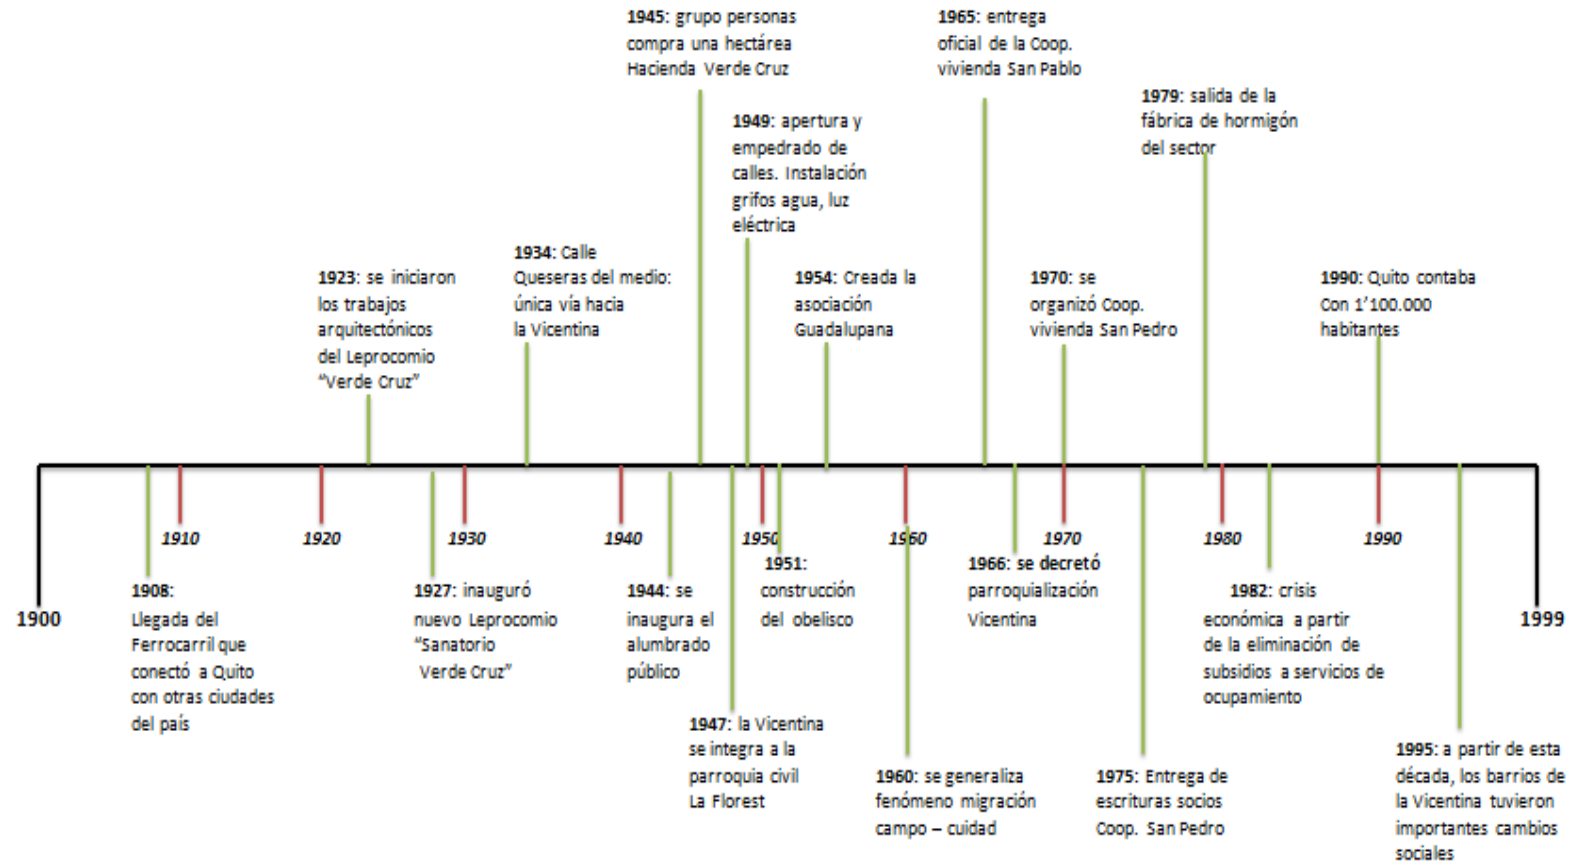 1945: grupo personas
compra una hectárea
Hacienda Verde Cruz
1965: entrega
oficial de la Coop.
vivienda San Pablo
1979: salida de la
fábrica de hormigón
del sector
1949: apertura y
empedrado de
calles. Instalación
grifos agua, luz
eléctrica
1934: Calle
Queseras del medio:
única vía hacia
la Vicentina
1923: se iniciaron
los trabajos
arquitectónicos
del Leprocomio
“Verde Cruz”
1954: Creada la
asociación
Guadalupana
1970: se
organizó Coop.
vivienda San Pedro
1990: Quito contaba
Con 1’100.000
habitantes
1910
1920
1930
1940
1950
1960
1970
1980
1990
1900
1999
1908:
Llegada del
Ferrocarril que
conectó a Quito
con otras ciudades
del país
1927: inauguró
nuevo Leprocomio
“Sanatorio
Verde Cruz”
1944: se
inaugura el
alumbrado
público
1951:
construcción
del obelisco
1966: se decretó
parroquialización
Vicentina
1982: crisis
económica a partir
de la eliminación de
subsidios a servicios de
ocupamiento
1947: la Vicentina
se integra a la
parroquia civil
La Florest
1960: se generaliza
fenómeno migración
campo – cuidad
1975: Entrega de
escrituras socios
Coop. San Pedro
1995: a partir de esta
década, los barrios de
la Vicentina tuvieron
importantes cambios
sociales